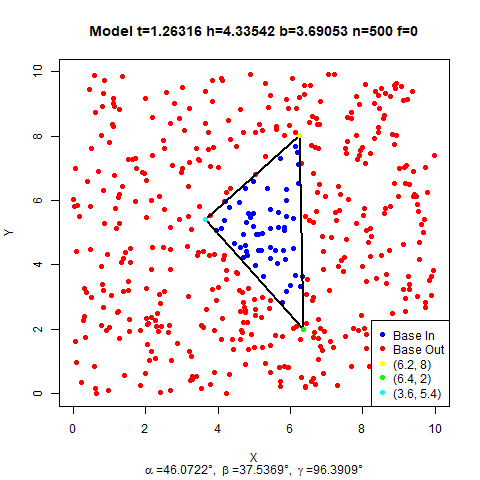 Model t=1.26316 h=4.33542 b=3.69053 n=500 f=0
10
8
6
4
2
0
Y
Base In
Base Out
(6.2, 8)
(6.4, 2)
(3.6, 5.4)
0 2 4 6 8 10
X
α=46.0722°, β=37.5369°, γ=96.3909°